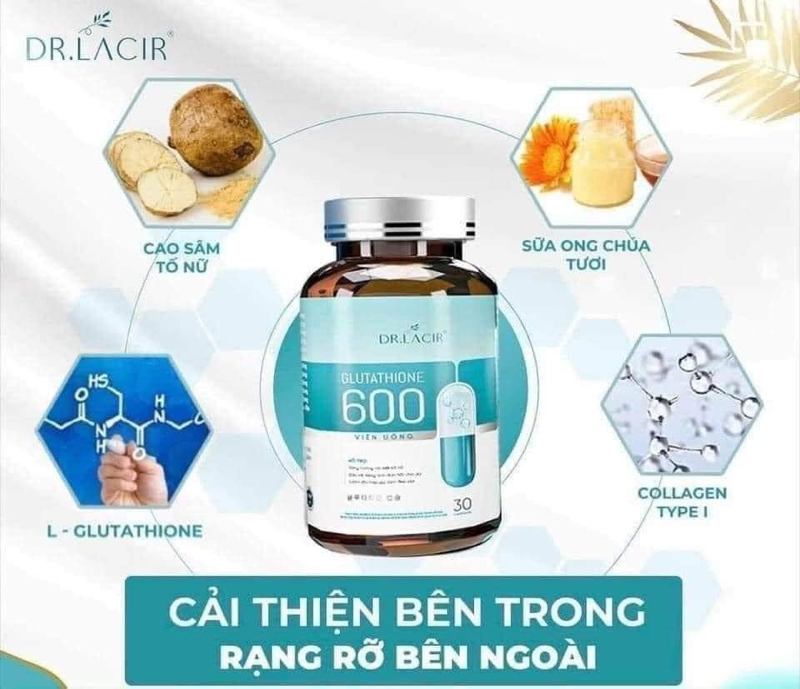 DR.LACIR®
CAO SÂM
TỐ NỮ
SỮA ONG CHÚA
TƯƠI
HS
O
H
N
N
H
O
O
DR.LACIR
GLUTATHIONE
600
VIÊN UỐNG
30
L - GLUTATHIONE
COLLAGEN
TYPE I
CẢI THIỆN BÊN TRONG
RẠNG RỠ BÊN NGOÀI